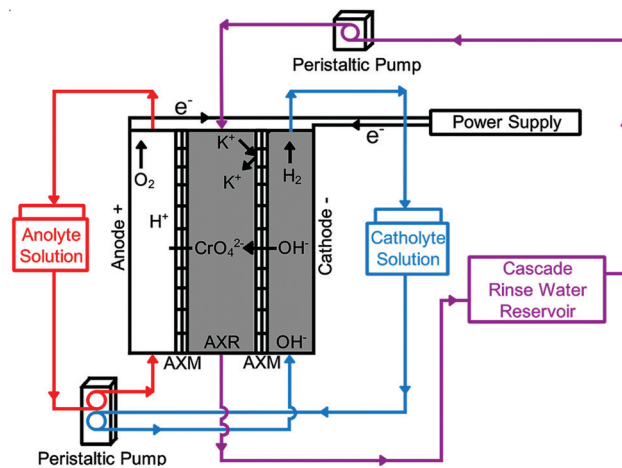 Peristaltic Pump
e⁻
e⁻
Power Supply
K⁺
K⁺
O₂
H₂
H⁺
Anode +
Cathode -
Anolyte
Solution
CrO₄²⁻
OH⁻
Catholyte
Solution
Cascade
Rinse Water
Reservoir
AXR
OH⁻
AXM
AXM
Peristaltic Pump